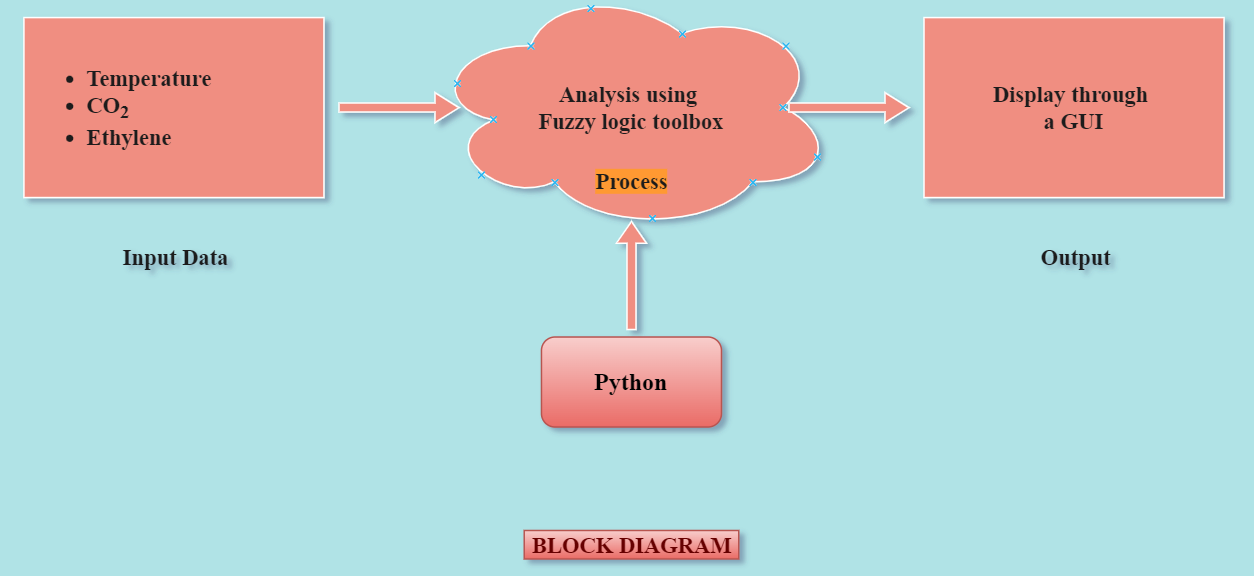 • Temperature
• CO₂
• Ethylene
Input Data
Analysis using
Fuzzy logic toolbox
Process
Display through
a GUI
Output
Python
BLOCK DIAGRAM